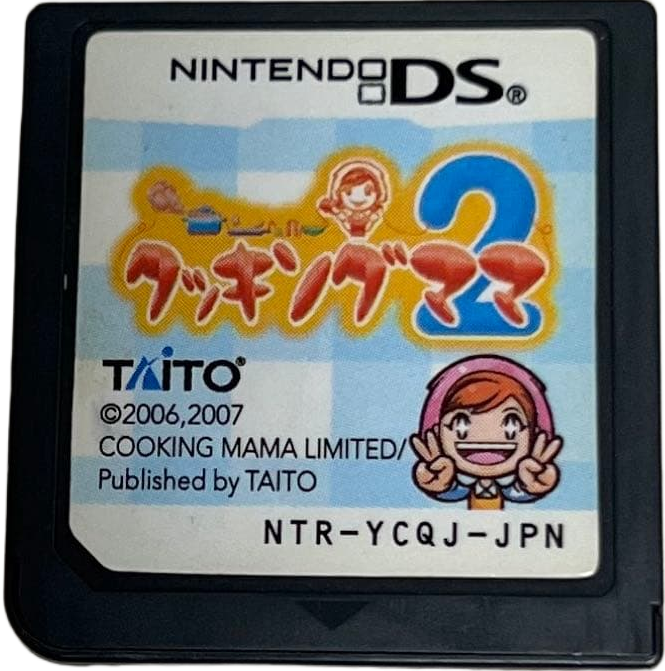 NINTENDO DS®
クッキングママ2
TAITO®
©2006,2007
COOKING MAMA LIMITED/
Published by TAITO
NTR-YCQJ-JPN